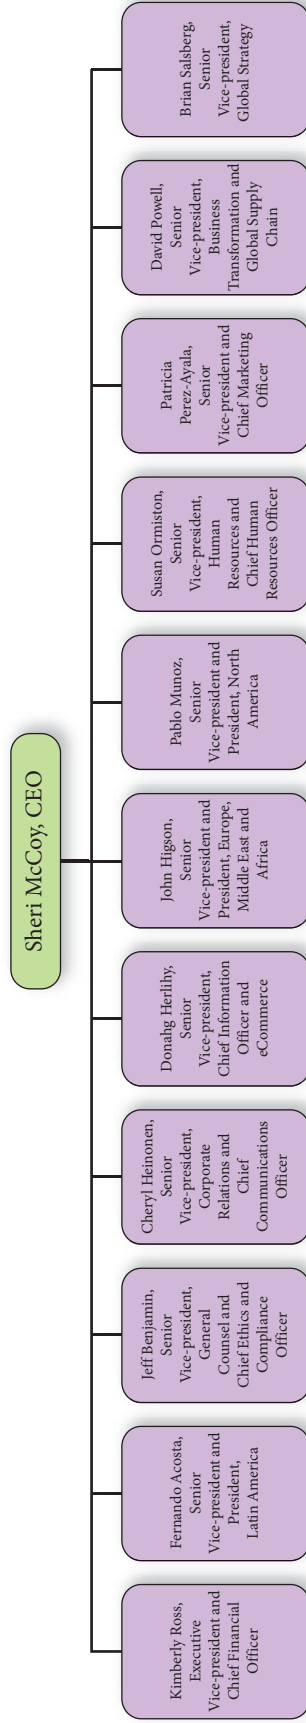 Sheri McCoy, CEO
Kimberly Ross,
Executive
Vice-president and
Chief Financial
Officer
Fernando Acosta,
Senior
Vice-president and
President,
Latin America
Jeff Benjamin,
Senior
Vice-president,
General
Counsel and
Chief Ethics and
Compliance
Officer
Cheryl Heinonen,
Senior
Vice-president,
Corporate
Relations and
Chief
Communications
Officer
Donahg Herlihy,
Senior
Vice-president,
Chief Information
Officer and
eCommerce
John Higson,
Senior
Vice-president and
President, Europe,
Middle East and
Africa
Pablo Munoz,
Senior
Vice-president and
President, North
America
Susan Ormiston,
Senior
Vice-president,
Human
Resources and
Chief Human
Resources Officer
Patricia
Perez-Ayala,
Senior
Vice-president and
Chief Marketing
Officer
David Powell,
Senior
Vice-president,
Business
Transformation and
Global Supply
Chain
Brian Salsberg,
Senior
Vice-president,
Global Strategy